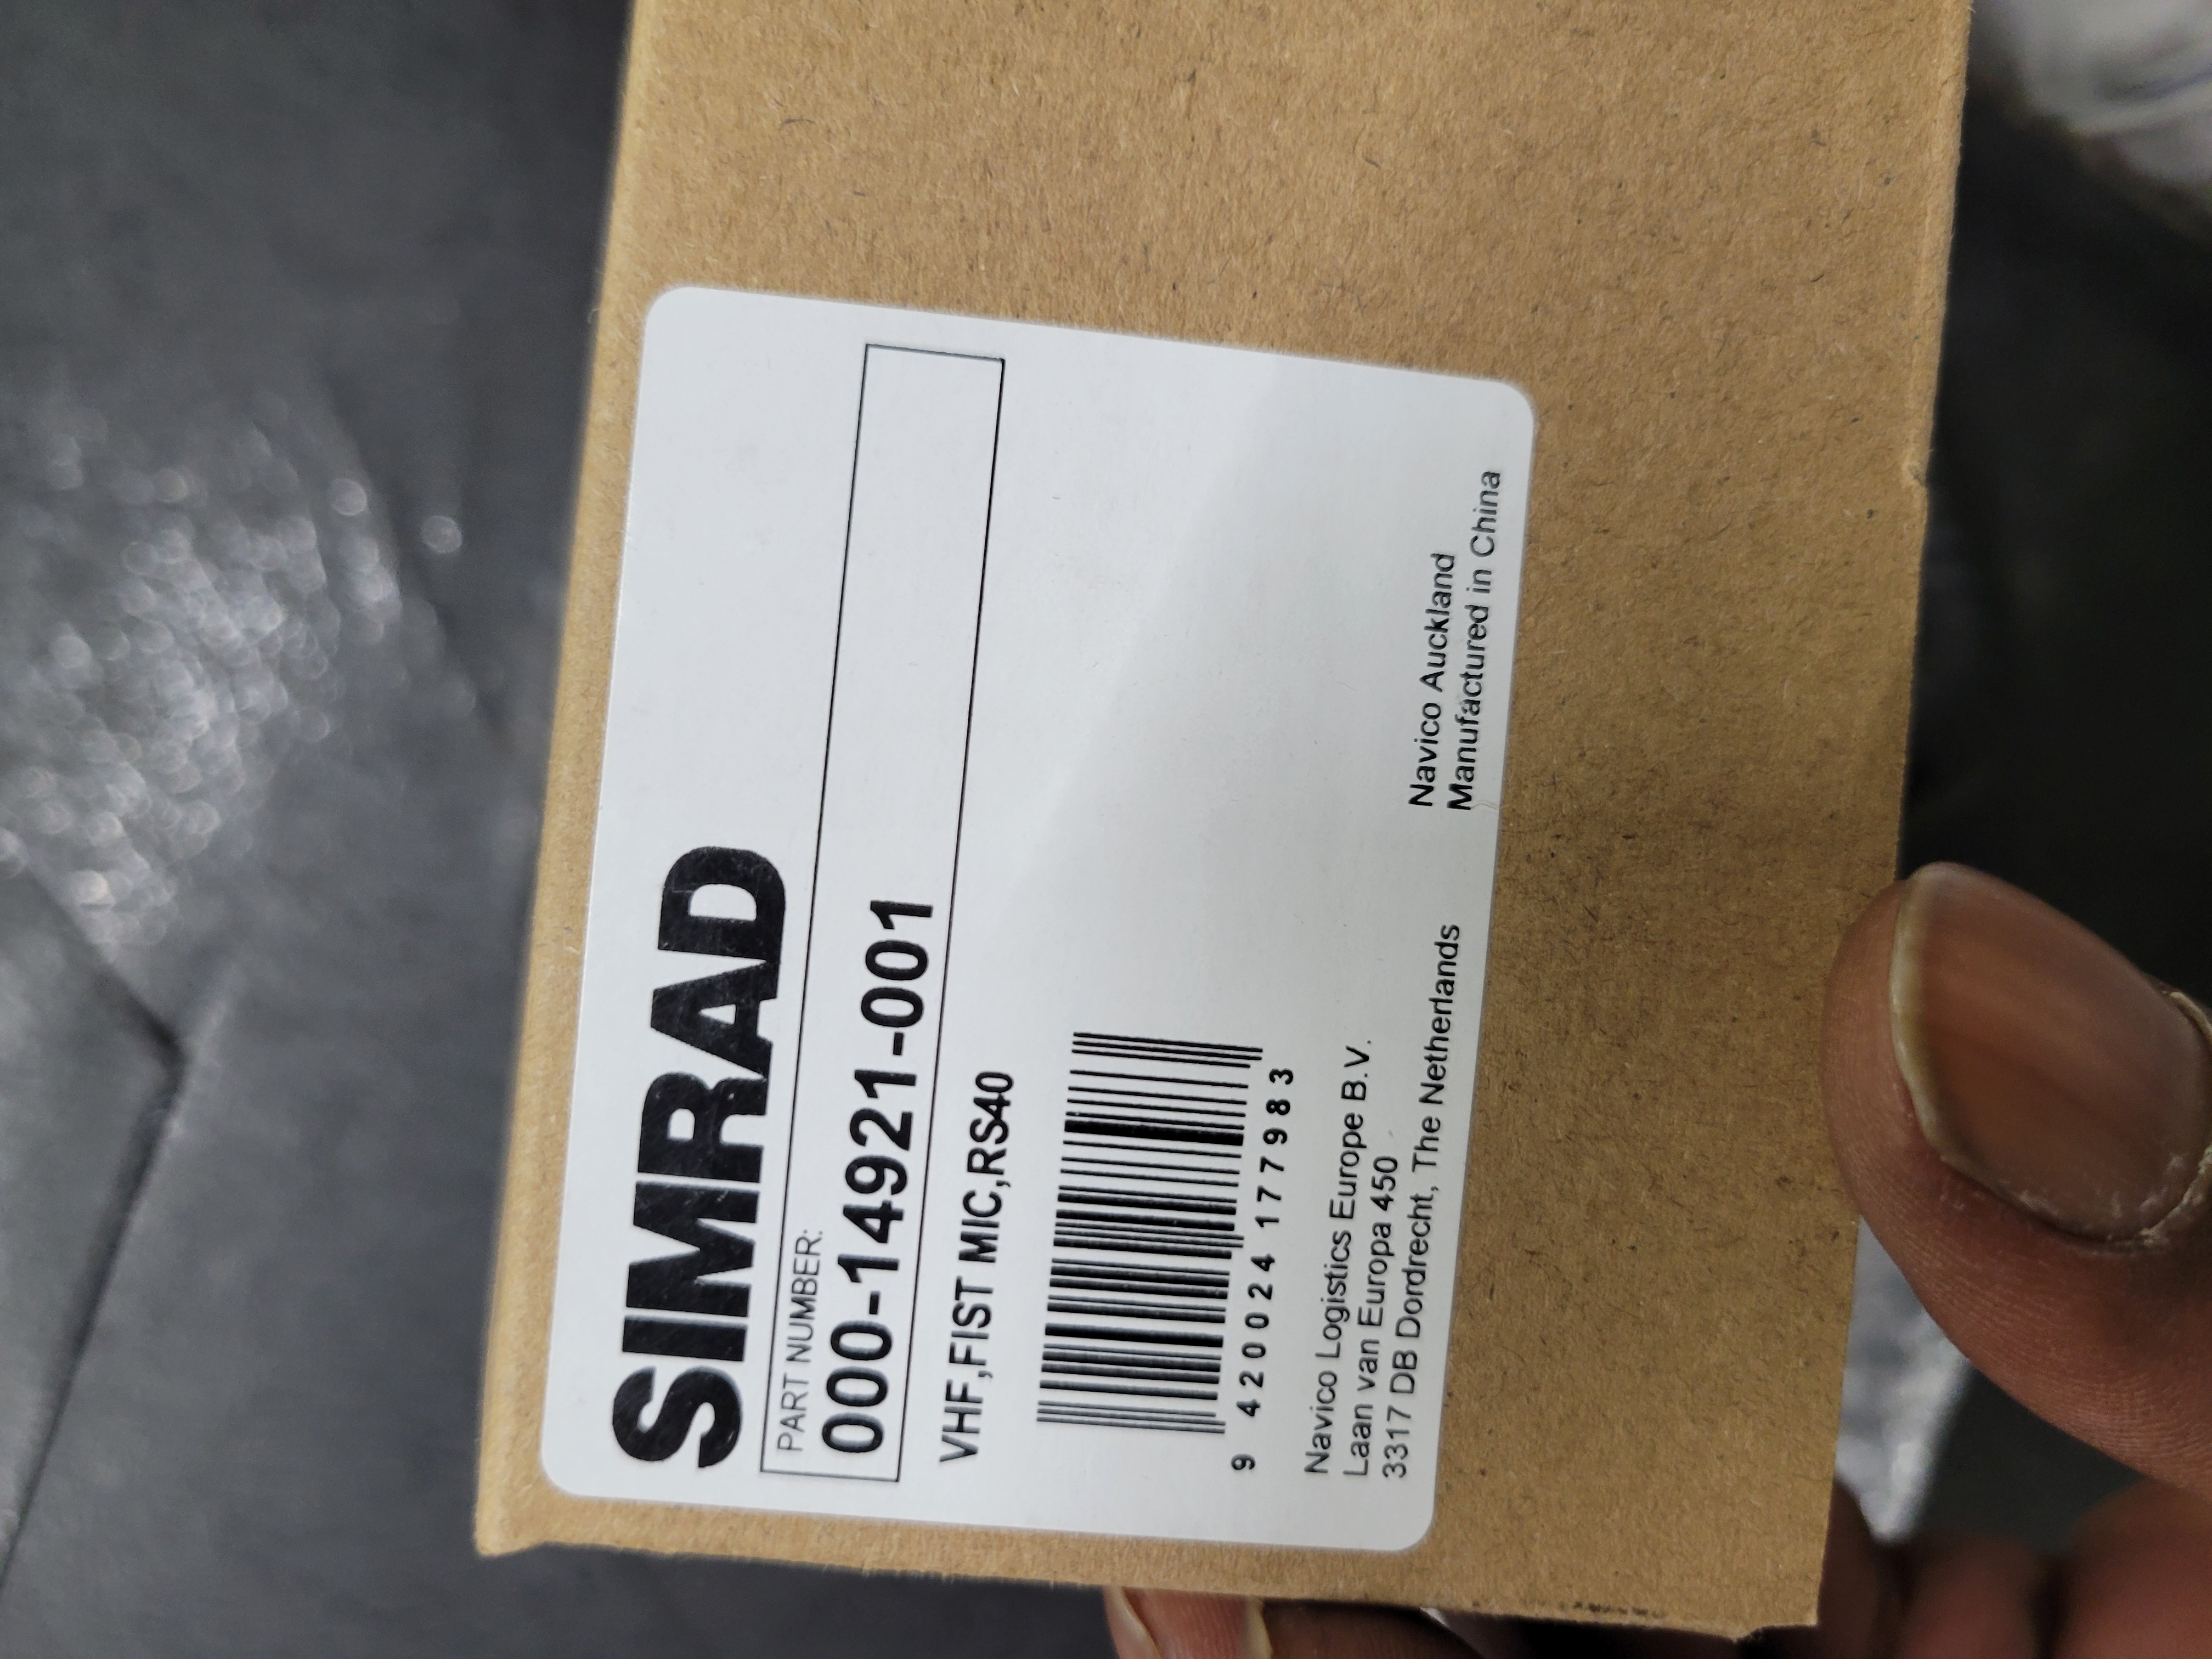 SIMRAD
PART NUMBER:
000-14921-001
VHF,FIST MIC,RS40
9 420024 177983
Navico Logistics Europe B.V.
Laan van Europa 450
3317 DB Dordrecht, The Netherlands
Navico Auckland
Manufactured in China